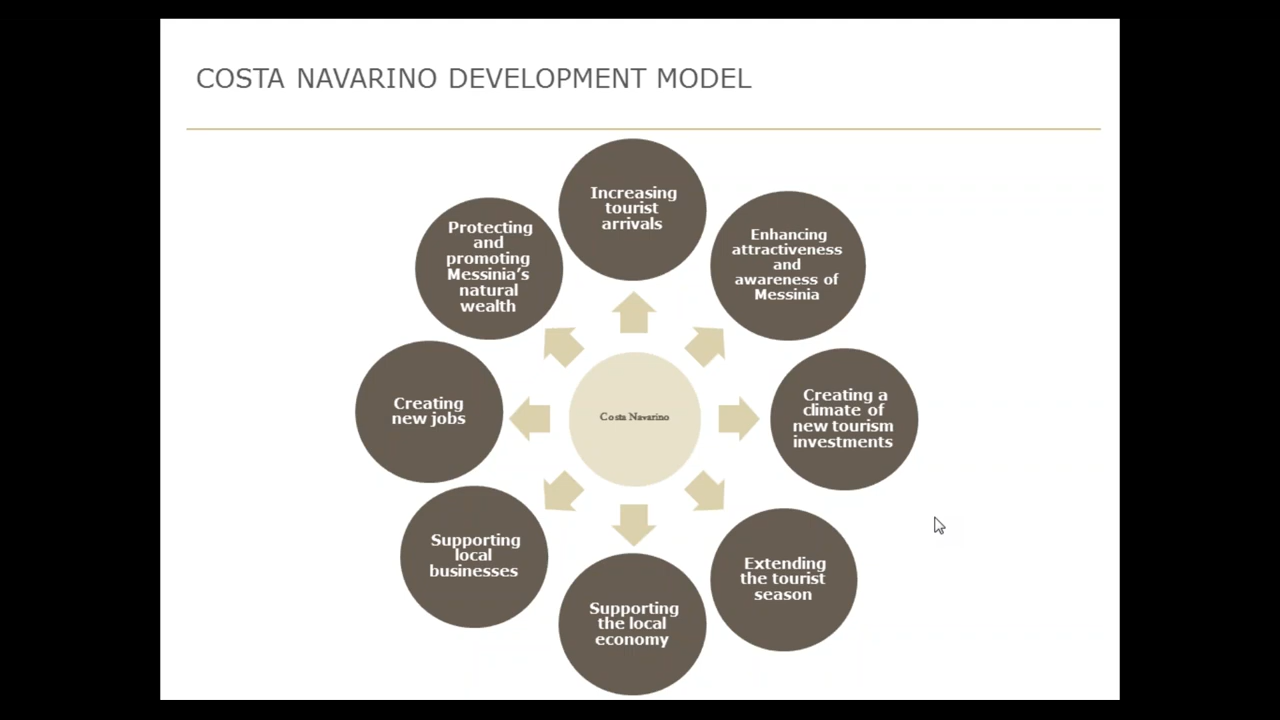 COSTA NAVARINO DEVELOPMENT MODEL
Increasing
tourist
arrivals
Enhancing
attractiveness
and
awareness of
Messinia
Creating a
climate of
new tourism
investments
Extending
the tourist
season
Supporting
the local
economy
Supporting
local
businesses
Creating
new jobs
Protecting
and
promoting
Messinia’s
natural
wealth
Costa Navarino